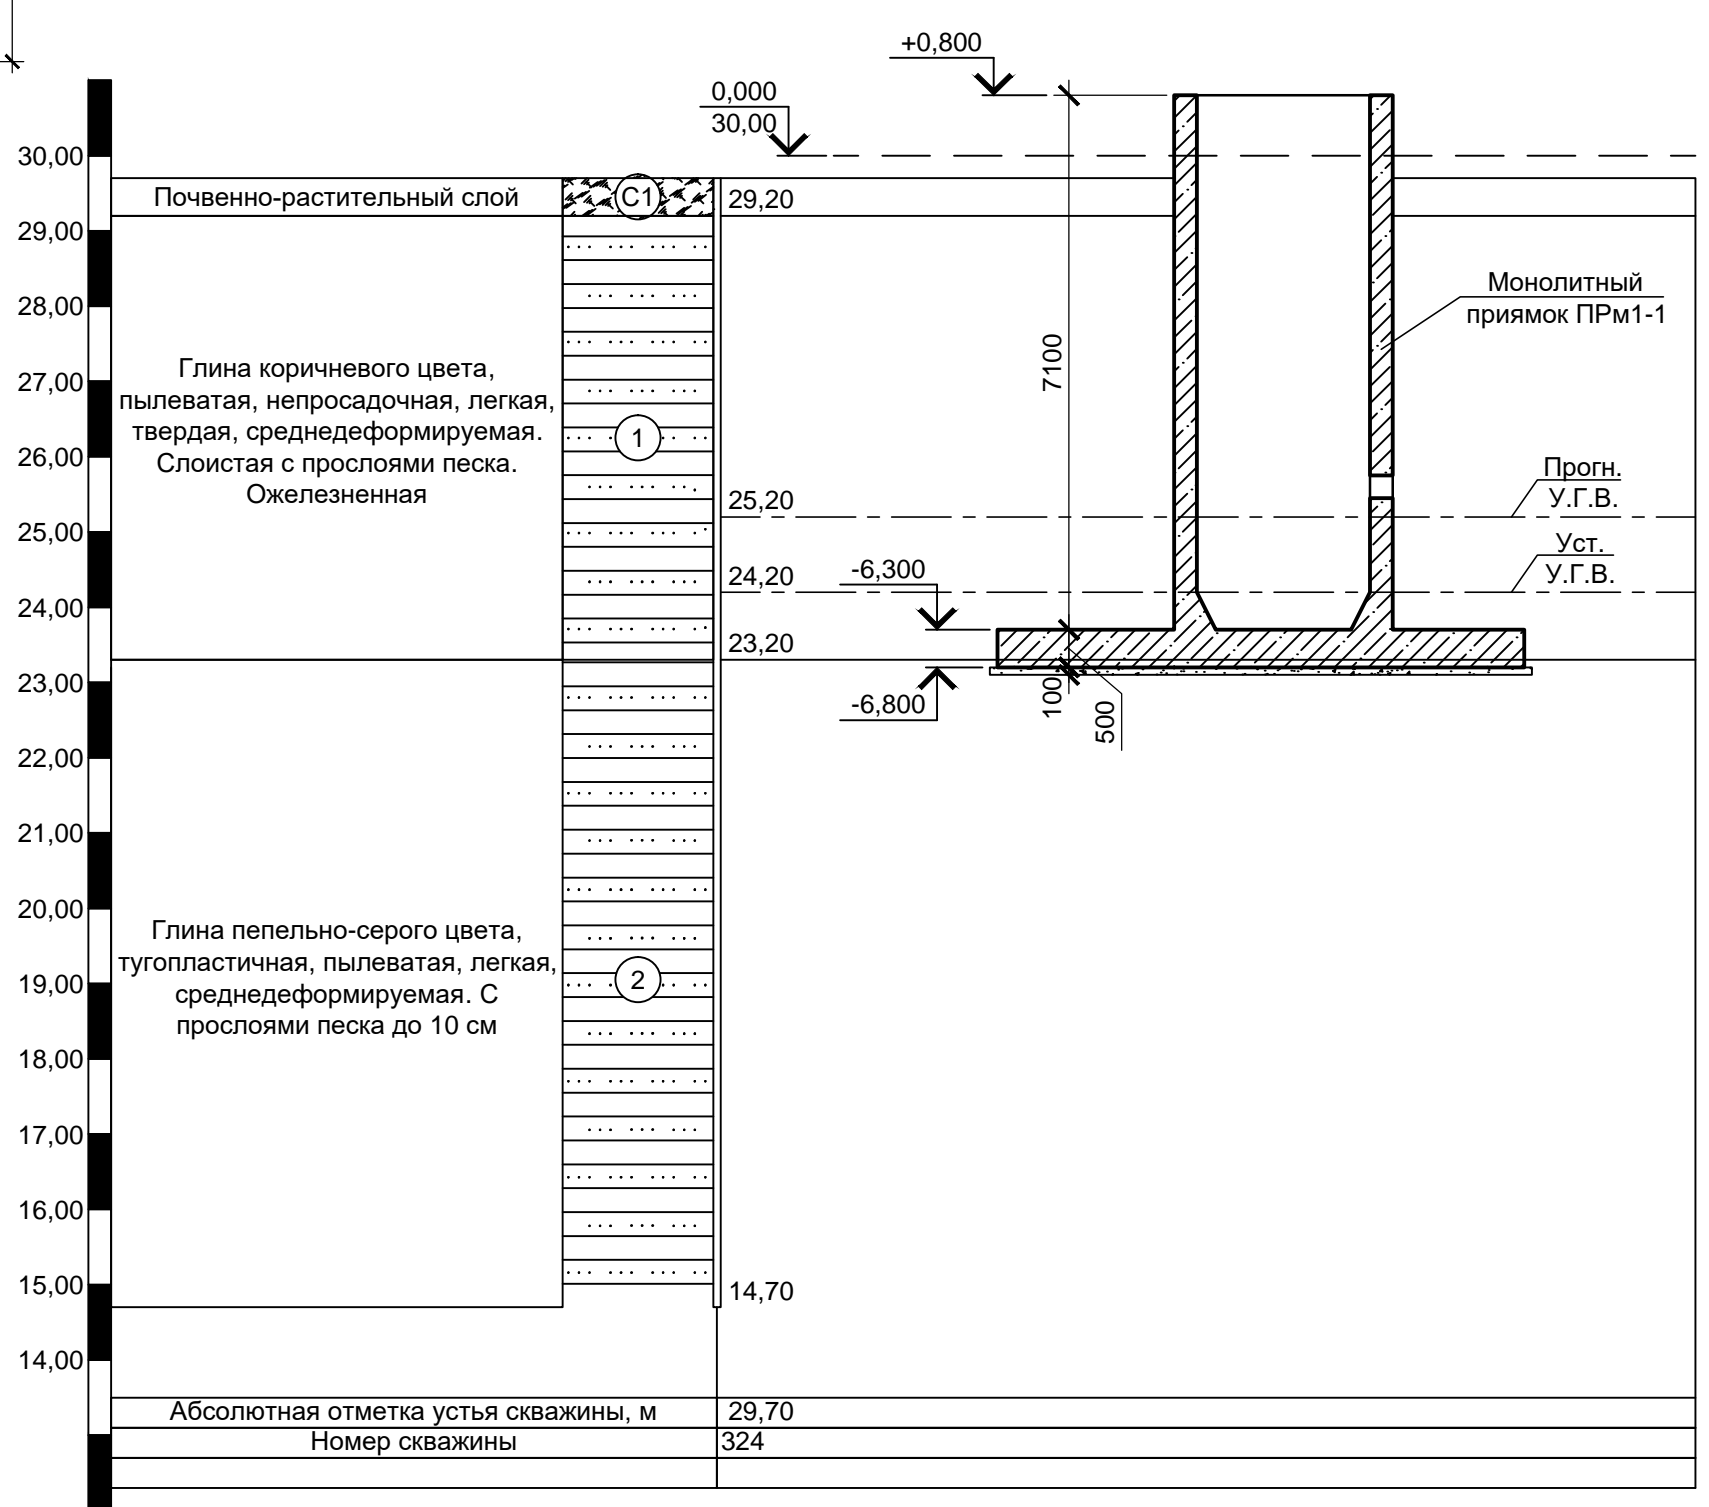 +0,800
0,000
30,00
30,00
Почвенно-растительный слой
С1
29,20
29,00
28,00
Монолитный
приямок ПРм1-1
7100
27,00
Глина коричневого цвета,
пылеватая, непросадочная, легкая,
твердая, среднедеформируемая.
Слоистая с прослоями песка.
Ожелезненная
1
26,00
25,20
Прогн.
У.Г.В.
25,00
24,20
-6,300
Уст.
У.Г.В.
24,00
23,20
23,00
-6,800
100
500
22,00
21,00
20,00
Глина пепельно-серого цвета,
тугопластичная, пылеватая, легкая,
среднедеформируемая. С
прослоями песка до 10 см
2
19,00
18,00
17,00
16,00
15,00
14,70
14,00
Абсолютная отметка устья скважины, м
29,70
Номер скважины
324